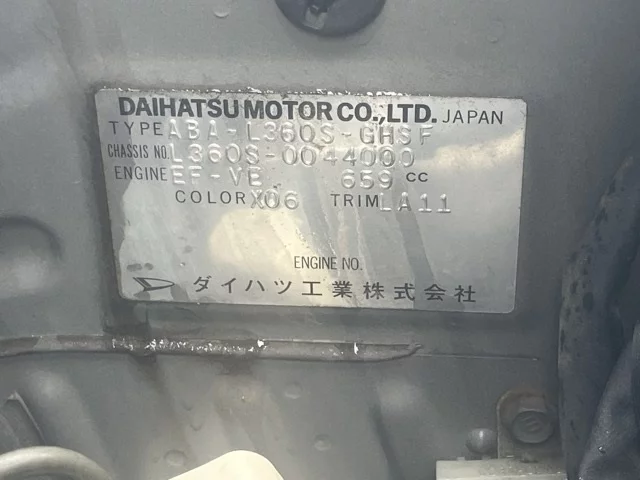 DAIHATSU MOTOR CO.,LTD. JAPAN
TYPE ABA-L360S-GHSF
CHASSIS NO. L360S-0044000
ENGINE EF-VE 659 CC
COLOR X06 TRIM LA11
ENGINE NO.
ダイハツ工業株式会社